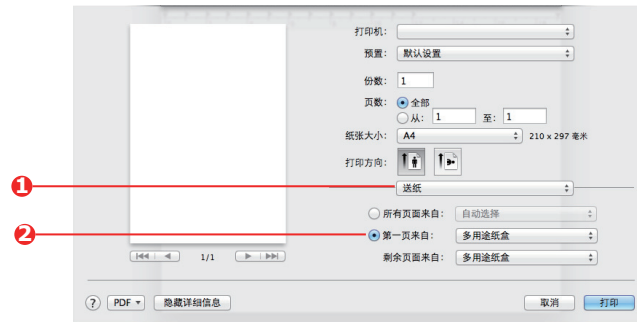 打印机:
预置: 默认设置
份数: 1
页数: 全部
从: 1 至: 1
纸张大小: A4 210 x 297 毫米
打印方向:
1
送纸
所有页面来自: 自动选择
2 第一页来自: 多用途纸盒
剩余页面来自: 多用途纸盒
1/1
? PDF 隐藏详细信息 取消 打印